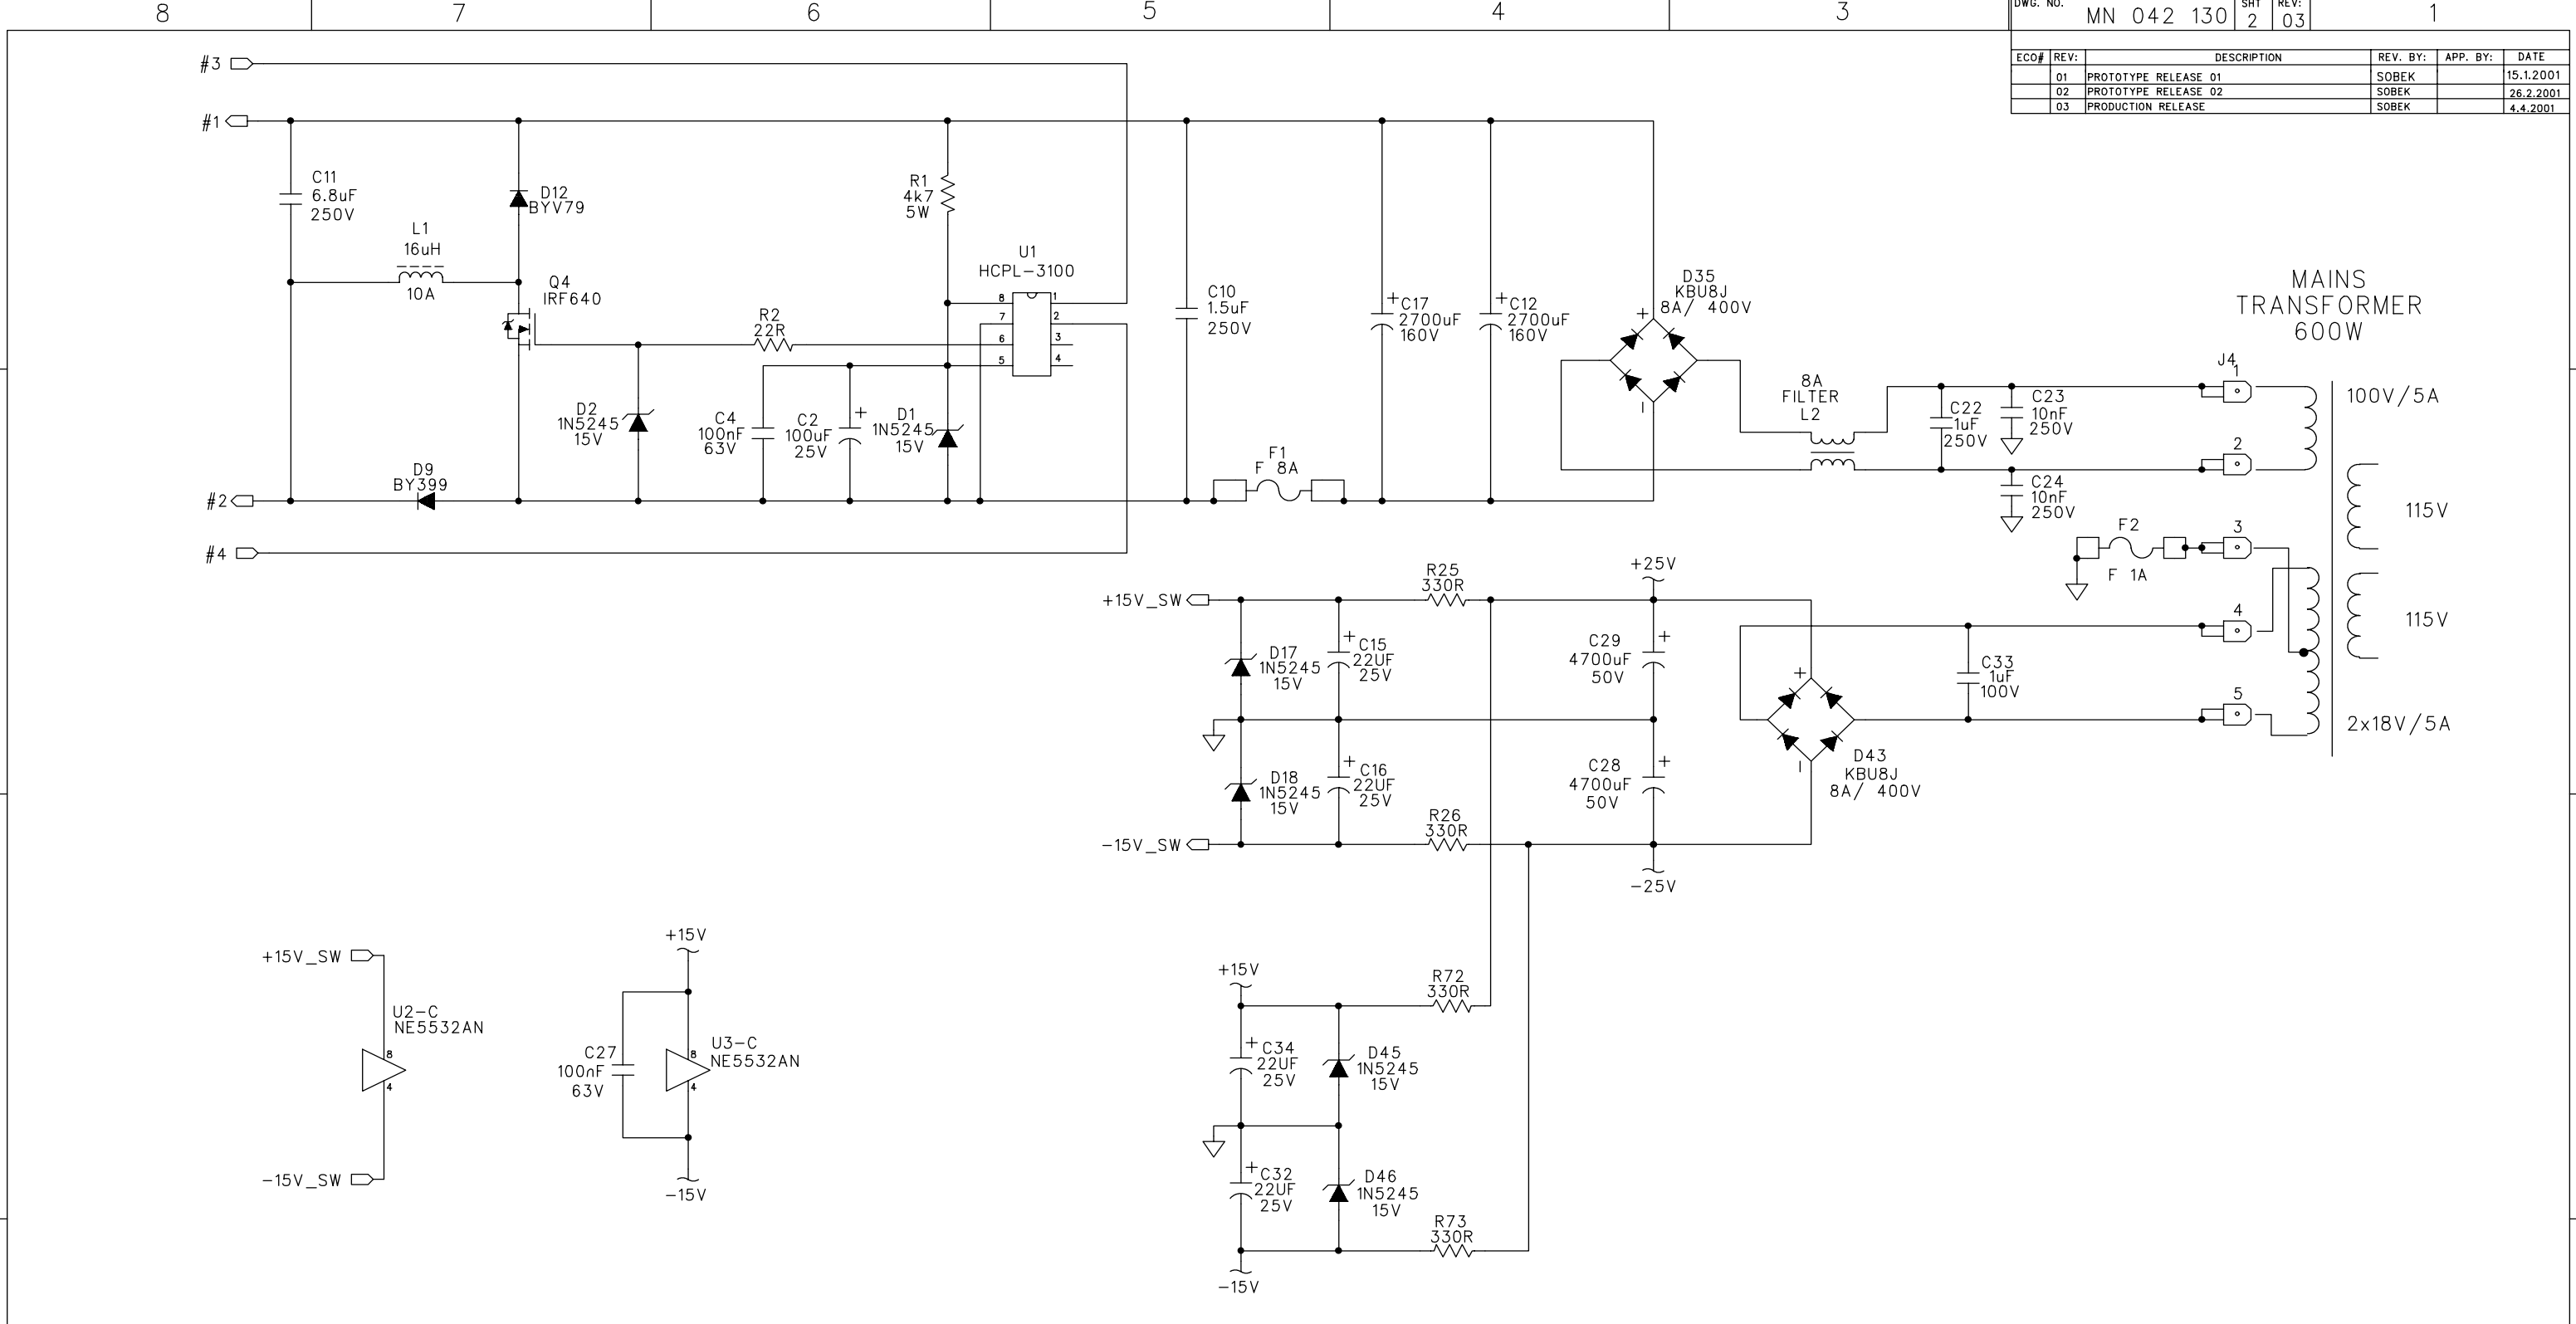 8 7 6 5 4 3 1
DWG. NO. MN 042 130 SHT 2 REV: 03
ECO# REV: DESCRIPTION REV. BY: APP. BY: DATE
01 PROTOTYPE RELEASE 01 SOBEK 15.1.2001
02 PROTOTYPE RELEASE 02 SOBEK 26.2.2001
03 PRODUCTION RELEASE SOBEK 4.4.2001
#3
#1
C11
6.8uF
250V
D12
BYV79
L1
16uH
10A
Q4
IRF640
R1
4k7
5W
U1
HCPL-3100
8 1
7 2
6 3
5 4
R2
22R
D2
1N5245
15V
C4
100nF
63V
C2
100uF
25V
+
D1
1N5245
15V
D9
BY399
#2
#4
C10
1.5uF
250V
F1
F 8A
+
C17
2700uF
160V
+
C12
2700uF
160V
D35
KBU8J
8A/ 400V
+
-
8A
FILTER
L2
C22
1uF
250V
C23
10nF
250V
C24
10nF
250V
MAINS
TRANSFORMER
600W
J4
1
2
3
4
5
100V/5A
115V
115V
2x18V/5A
F2
F 1A
+15V_SW
R25
330R
+25V
D17
1N5245
15V
+
C15
22UF
25V
C29
4700uF
50V
+
D18
1N5245
15V
+
C16
22UF
25V
C28
4700uF
50V
+
+
-
D43
KBU8J
8A/ 400V
C33
1uF
100V
R26
330R
-15V_SW
-25V
+15V_SW
U2-C
NE5532AN
8
4
-15V_SW
+15V
C27
100nF
63V
U3-C
NE5532AN
8
4
-15V
+15V
R72
330R
+
C34
22UF
25V
D45
1N5245
15V
+
C32
22UF
25V
D46
1N5245
15V
R73
330R
-15V